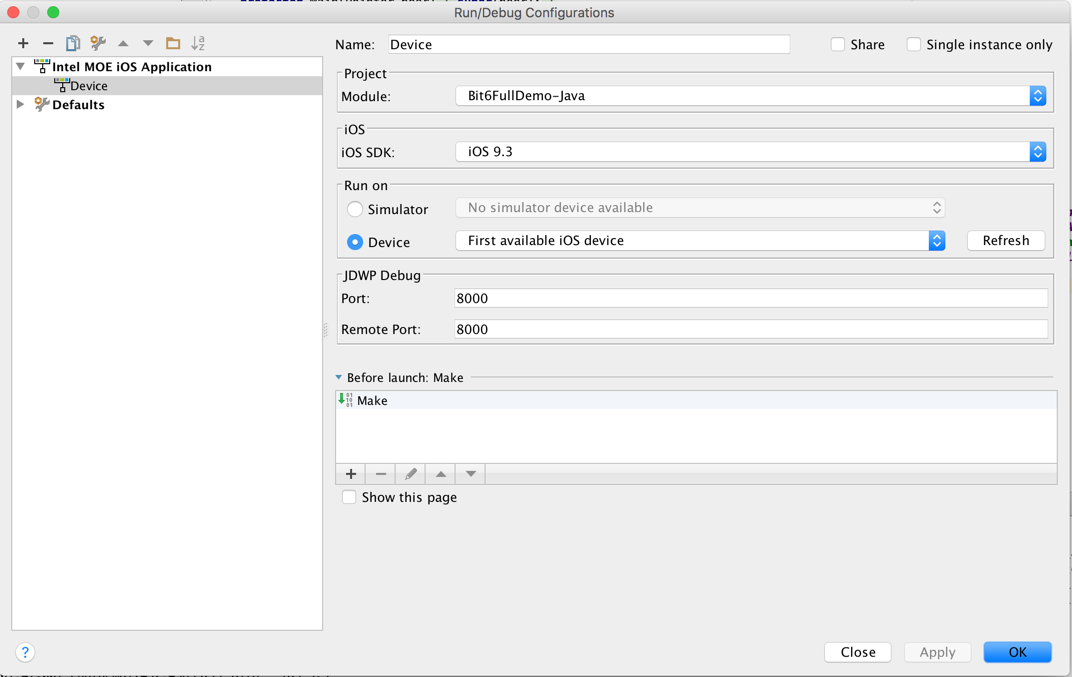 Run/Debug Configurations
Name: Device Share Single instance only
Intel MOE iOS Application
Device
Defaults
Project
Module: Bit6FullDemo-Java
iOS
iOS SDK: iOS 9.3
Run on
Simulator No simulator device available
Device First available iOS device Refresh
JDWP Debug
Port: 8000
Remote Port: 8000
Before launch: Make
Make
Show this page
? Close Apply OK